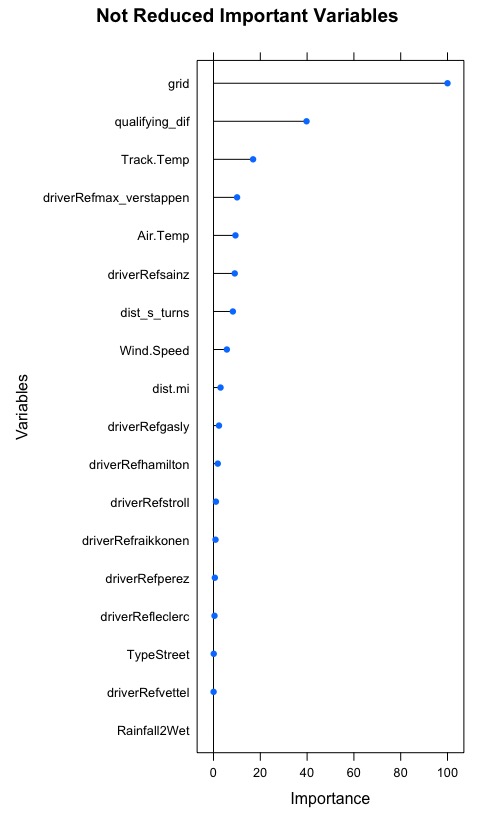 Not Reduced Important Variables
grid
qualifying_dif
Track.Temp
driverRefmax_verstappen
Air.Temp
driverRefsainz
dist_s_turns
Wind.Speed
dist.mi
driverRefgasly
driverRefhamilton
driverRefstroll
driverRefraikkonen
driverRefperez
driverRefleclerc
TypeStreet
driverRefvettel
Rainfall2Wet
Variables
0 20 40 60 80 100
Importance